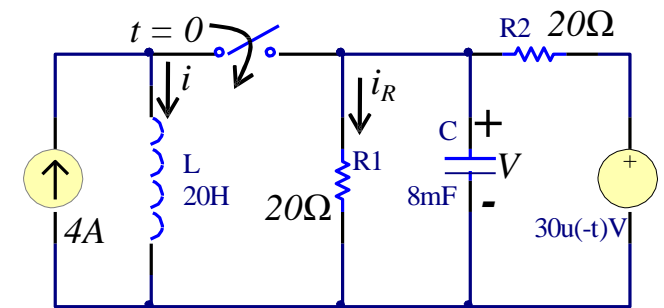 t = 0
R2 20Ω
i
i_R
C +
L
20H
R1
V
8mF
-
20Ω
4A
+
30u(-t)V